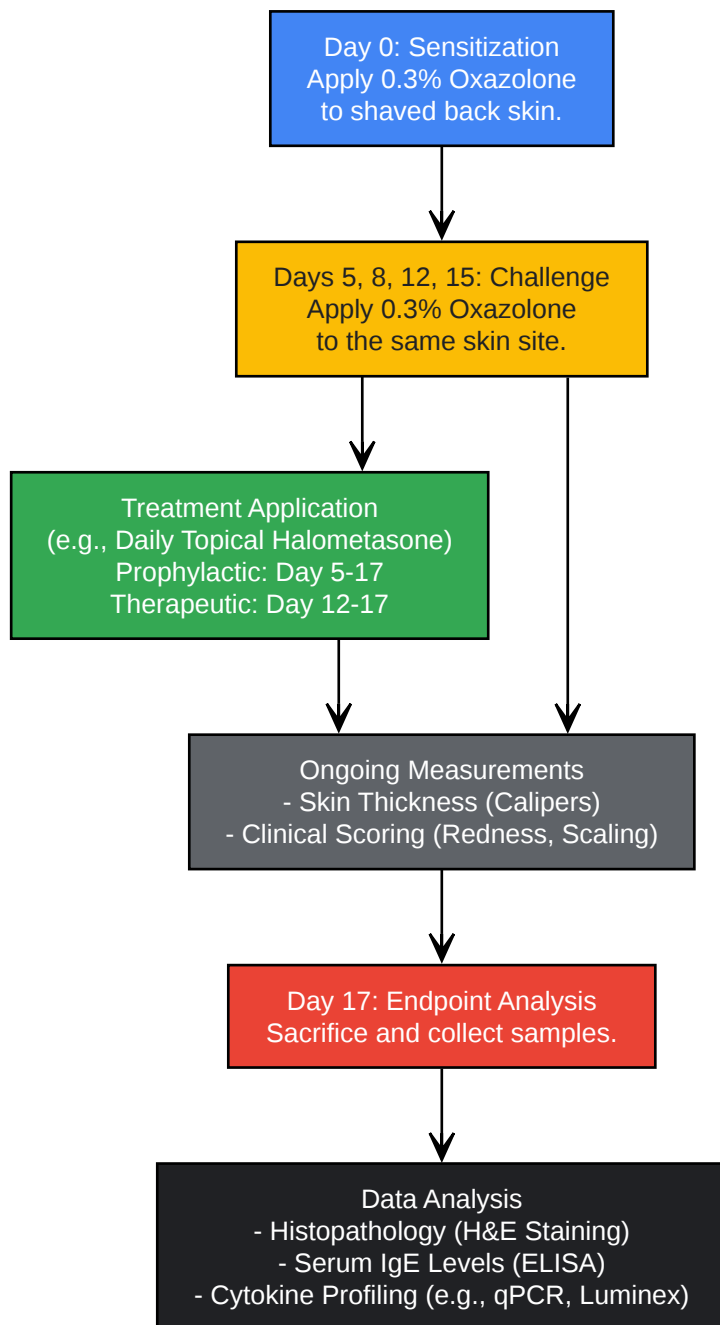 Day 0: Sensitization
Apply 0.3% Oxazolone
to shaved back skin.
Days 5, 8, 12, 15: Challenge
Apply 0.3% Oxazolone
to the same skin site.
Treatment Application
(e.g., Daily Topical Halometasone)
Prophylactic: Day 5-17
Therapeutic: Day 12-17
Ongoing Measurements
- Skin Thickness (Calipers)
- Clinical Scoring (Redness, Scaling)
Day 17: Endpoint Analysis
Sacrifice and collect samples.
Data Analysis
- Histopathology (H&E Staining)
- Serum IgE Levels (ELISA)
- Cytokine Profiling (e.g., qPCR, Luminex)